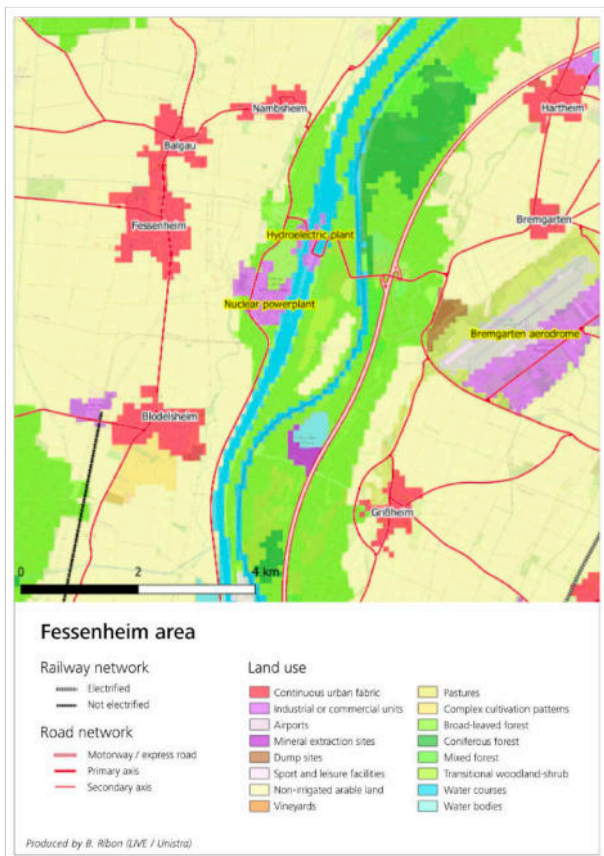 Nambsheim
Hartheim
Balgau
Fessenheim
Bremgarten
Hydroelectric plant
Nuclear powerplant
Bremgarten aerodrome
Blodelsheim
Grißheim
0 2 4 km
Fessenheim area
Railway network
Electrified
Not electrified
Road network
Motorway / express road
Primary axis
Secondary axis
Land use
Continuous urban fabric
Industrial or commercial units
Airports
Mineral extraction sites
Dump sites
Sport and leisure facilities
Non-irrigated arable land
Vineyards
Pastures
Complex cultivation patterns
Broad-leaved forest
Coniferous forest
Mixed forest
Transitional woodland-shrub
Water courses
Water bodies
Produced by B. Ribon (LIVE / Unistra)